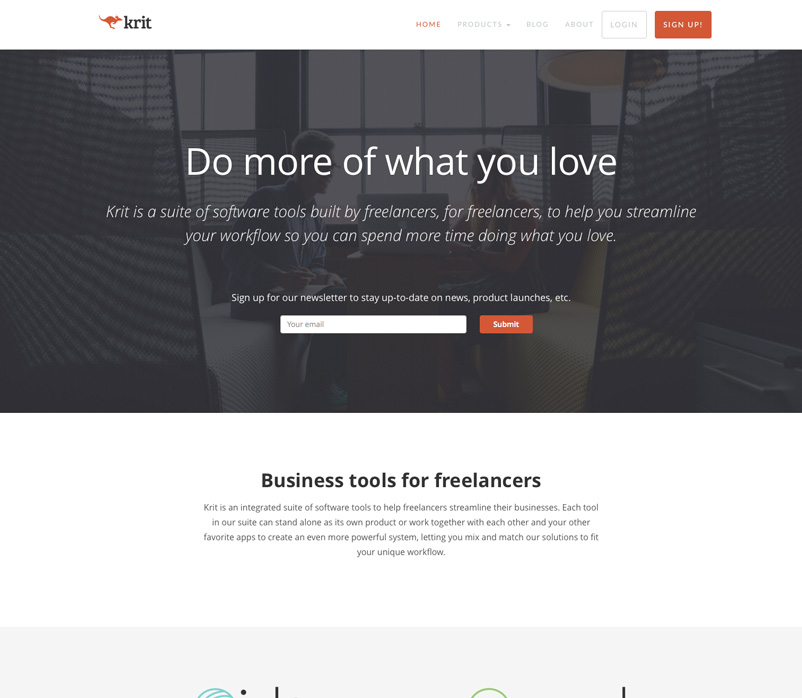 krit
HOME PRODUCTS BLOG ABOUT LOGIN SIGN UP!
Do more of what you love
Krit is a suite of software tools built by freelancers, for freelancers, to help you streamline
your workflow so you can spend more time doing what you love.
Sign up for our newsletter to stay up-to-date on news, product launches, etc.
Your email Submit
Business tools for freelancers
Krit is an integrated suite of software tools to help freelancers streamline their businesses. Each tool
in our suite can stand alone as its own product or work together with each other and your other
favorite apps to create an even more powerful system, letting you mix and match our solutions to fit
your unique workflow.